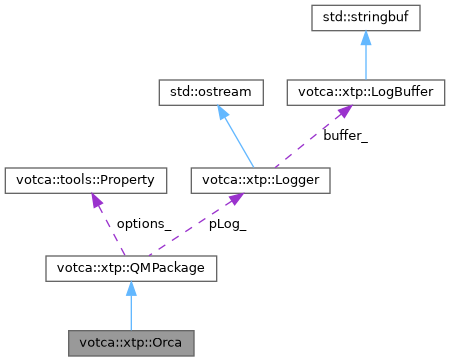 std::stringbuf
std::ostream
votca::xtp::LogBuffer
buffer_
votca::tools::Property
votca::xtp::Logger
options_
pLog_
votca::xtp::QMPackage
votca::xtp::Orca